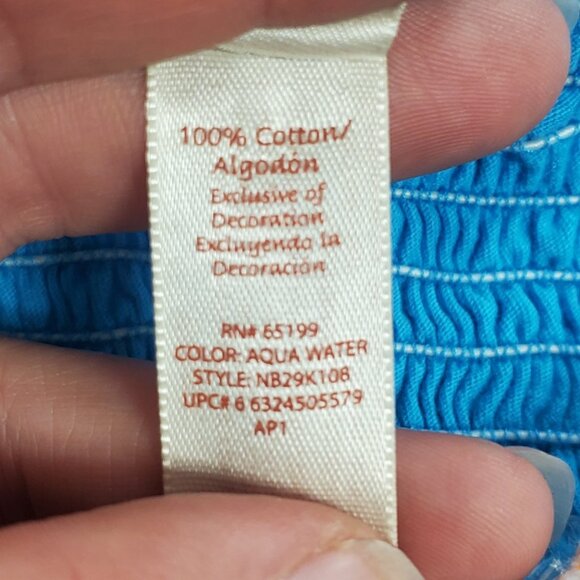 100% Cotton/
Algodón
Exclusive of
Decoration
Excluyendo la
Decoración
RN# 65199
COLOR: AQUA WATER
STYLE: NB29K108
UPC# 6 6324505579
AP1